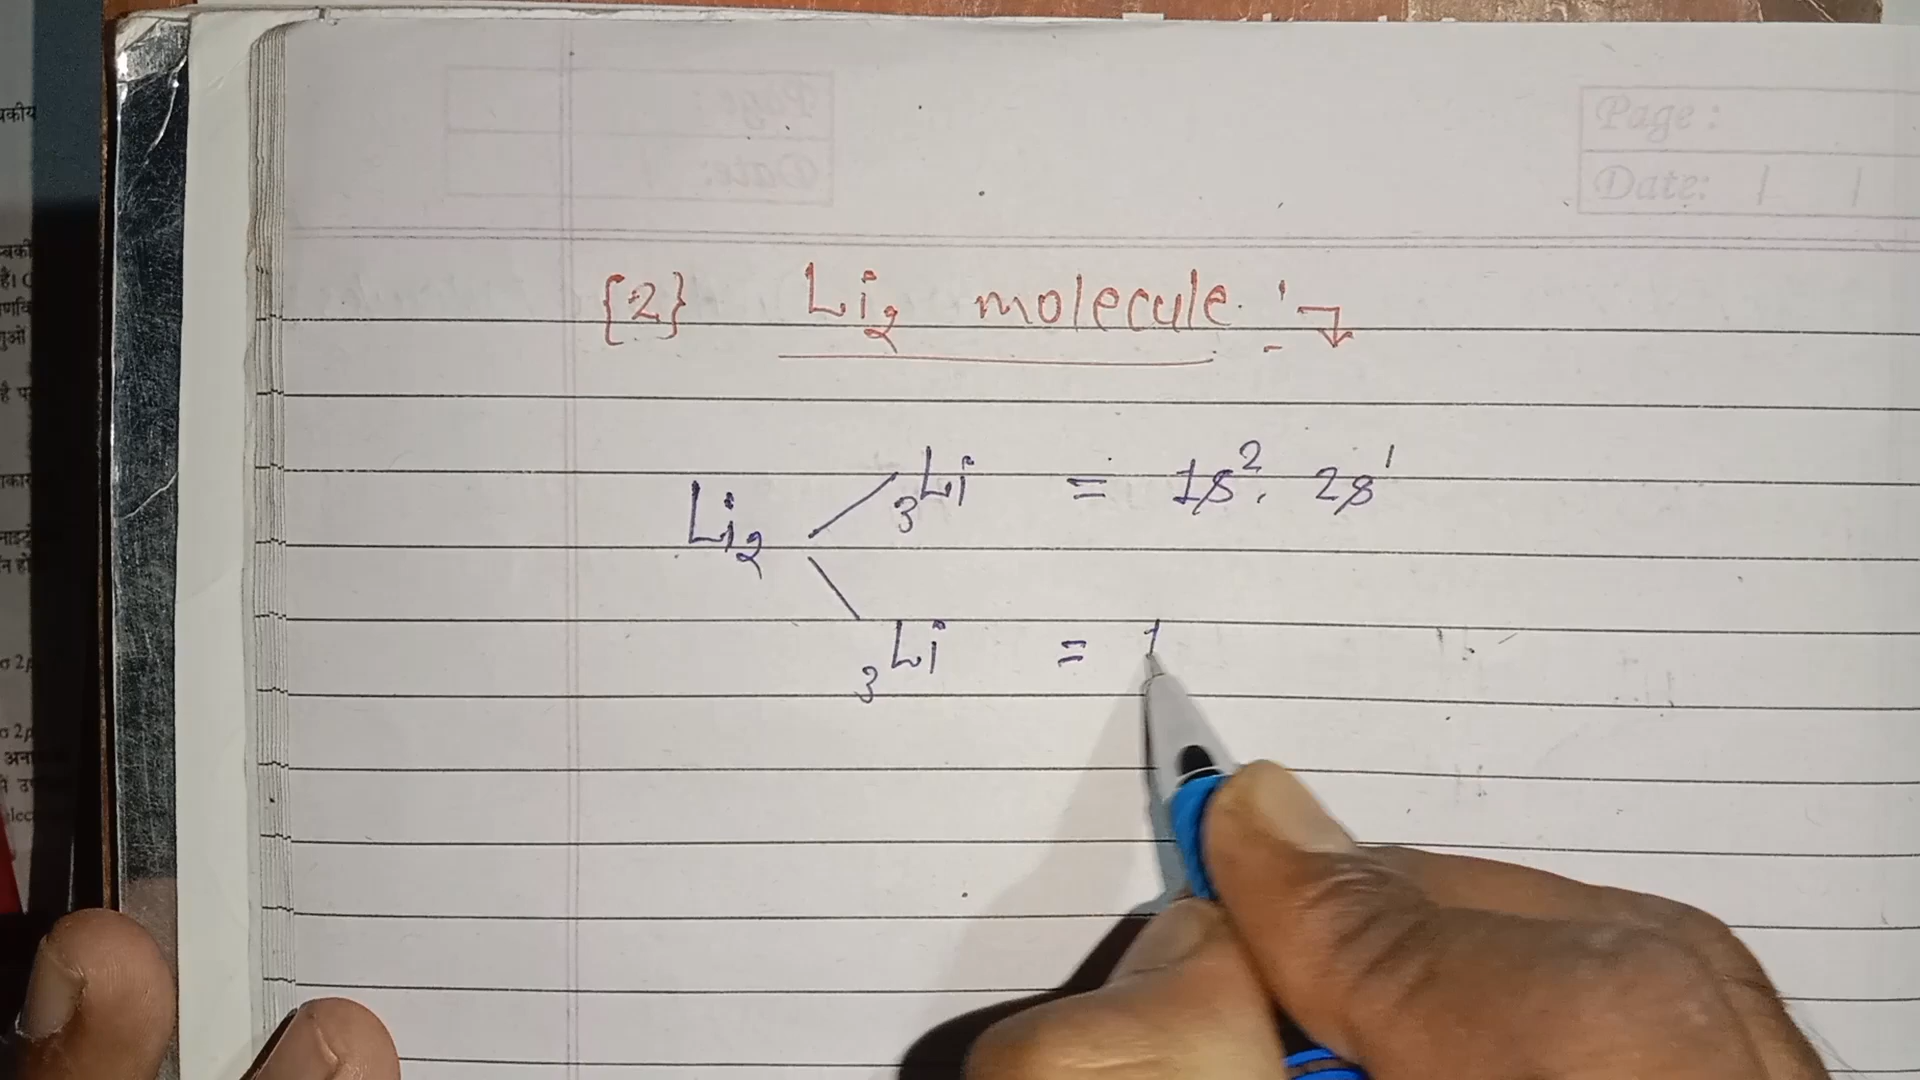 Page :
Date:
{2} Li₂ molecule :→
Li₂
₃Li = 1s². 2s¹
₃Li = 1